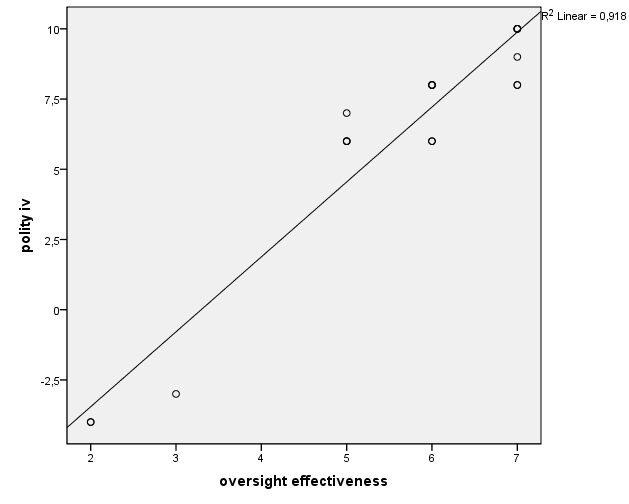 R2 Linear = 0,918
10
7,5
5
2,5
0
-2,5
polity iv
2 3 4 5 6 7
oversight effectiveness